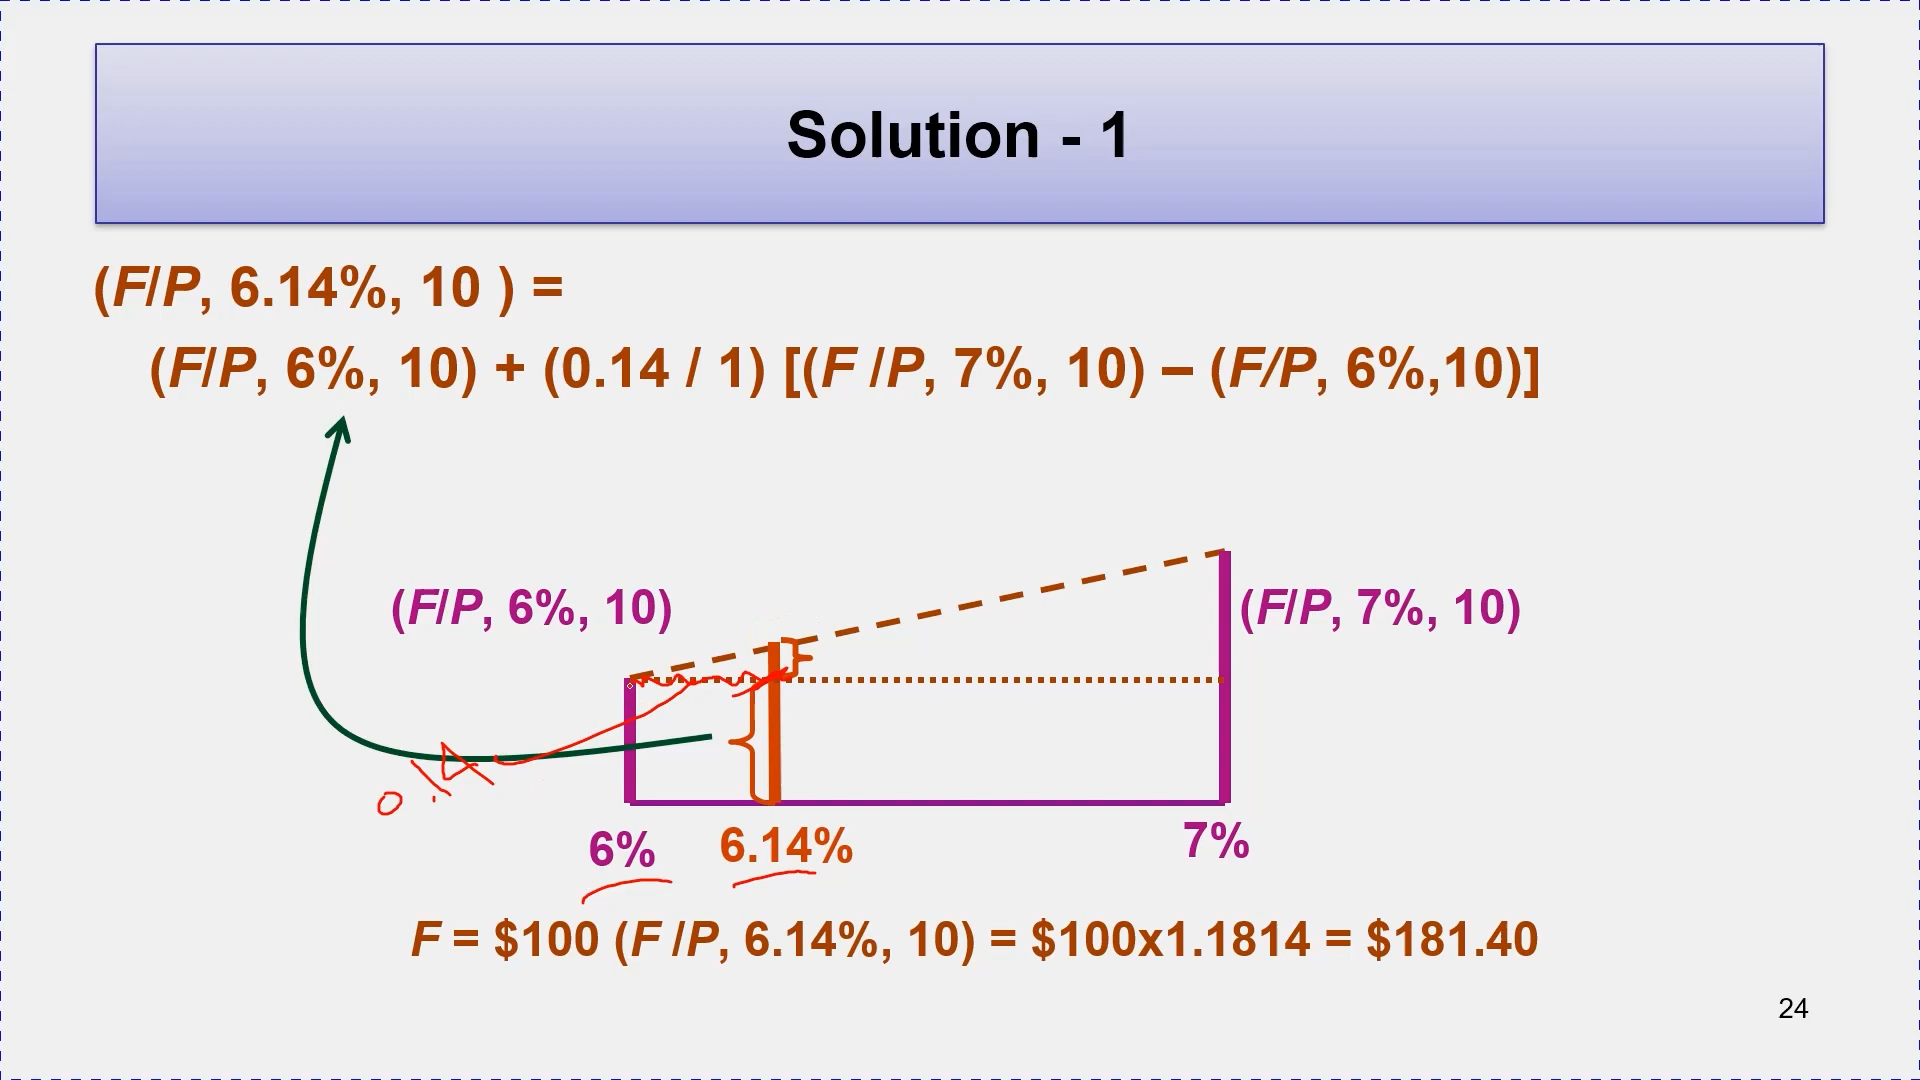 Solution - 1
(F/P, 6.14%, 10 ) =
(F/P, 6%, 10) + (0.14 / 1) [(F /P, 7%, 10) – (F/P, 6%,10)]
(F/P, 6%, 10)
(F/P, 7%, 10)
0.14
6%
6.14%
7%
F = $100 (F /P, 6.14%, 10) = $100x1.1814 = $181.40
24